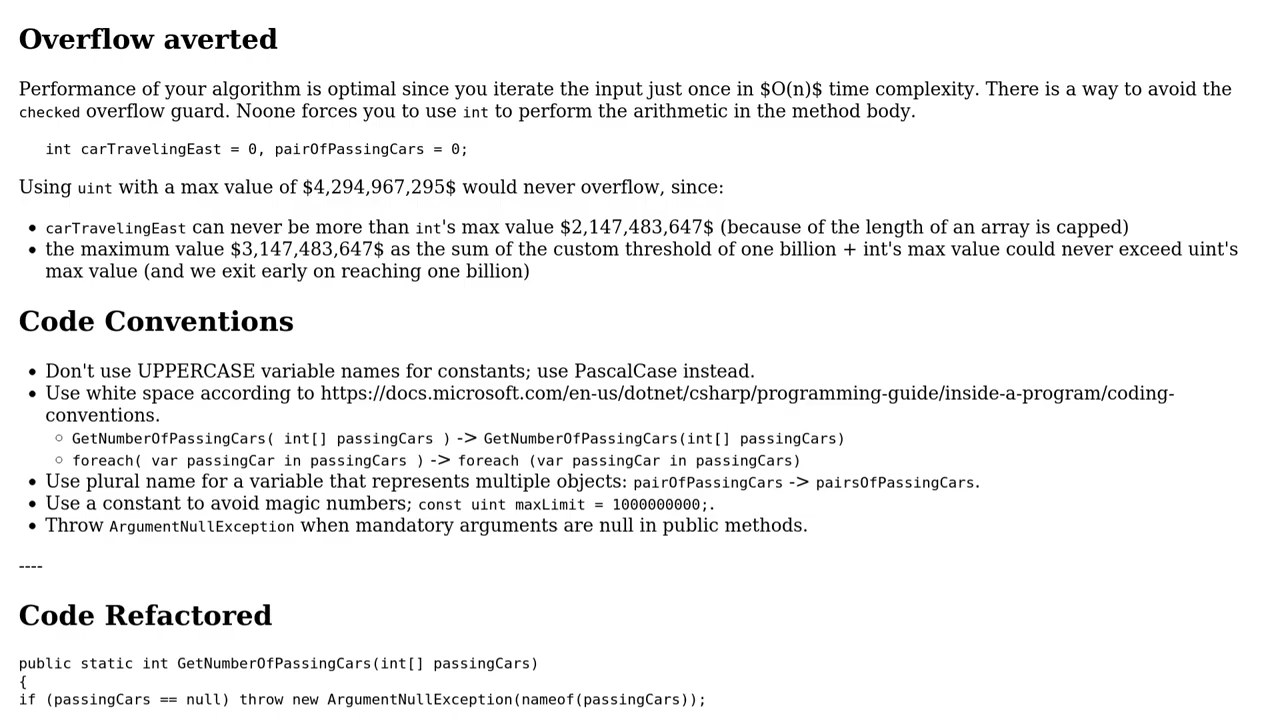 Overflow averted
Performance of your algorithm is optimal since you iterate the input just once in $O(n)$ time complexity. There is a way to avoid the
checked overflow guard. Noone forces you to use int to perform the arithmetic in the method body.
int carTravelingEast = 0, pairOfPassingCars = 0;
Using uint with a max value of $4,294,967,295$ would never overflow, since:
• carTravelingEast can never be more than int's max value $2,147,483,647$ (because of the length of an array is capped)
• the maximum value $3,147,483,647$ as the sum of the custom threshold of one billion + int's max value could never exceed uint's
max value (and we exit early on reaching one billion)
Code Conventions
• Don't use UPPERCASE variable names for constants; use PascalCase instead.
• Use white space according to https://docs.microsoft.com/en-us/dotnet/csharp/programming-guide/inside-a-program/coding-
conventions.
◦ GetNumberOfPassingCars( int[] passingCars ) -> GetNumberOfPassingCars(int[] passingCars)
◦ foreach( var passingCar in passingCars ) -> foreach (var passingCar in passingCars)
• Use plural name for a variable that represents multiple objects: pairOfPassingCars -> pairsOfPassingCars.
• Use a constant to avoid magic numbers; const uint maxLimit = 1000000000;.
• Throw ArgumentNullException when mandatory arguments are null in public methods.
----
Code Refactored
public static int GetNumberOfPassingCars(int[] passingCars)
{
if (passingCars == null) throw new ArgumentNullException(nameof(passingCars));